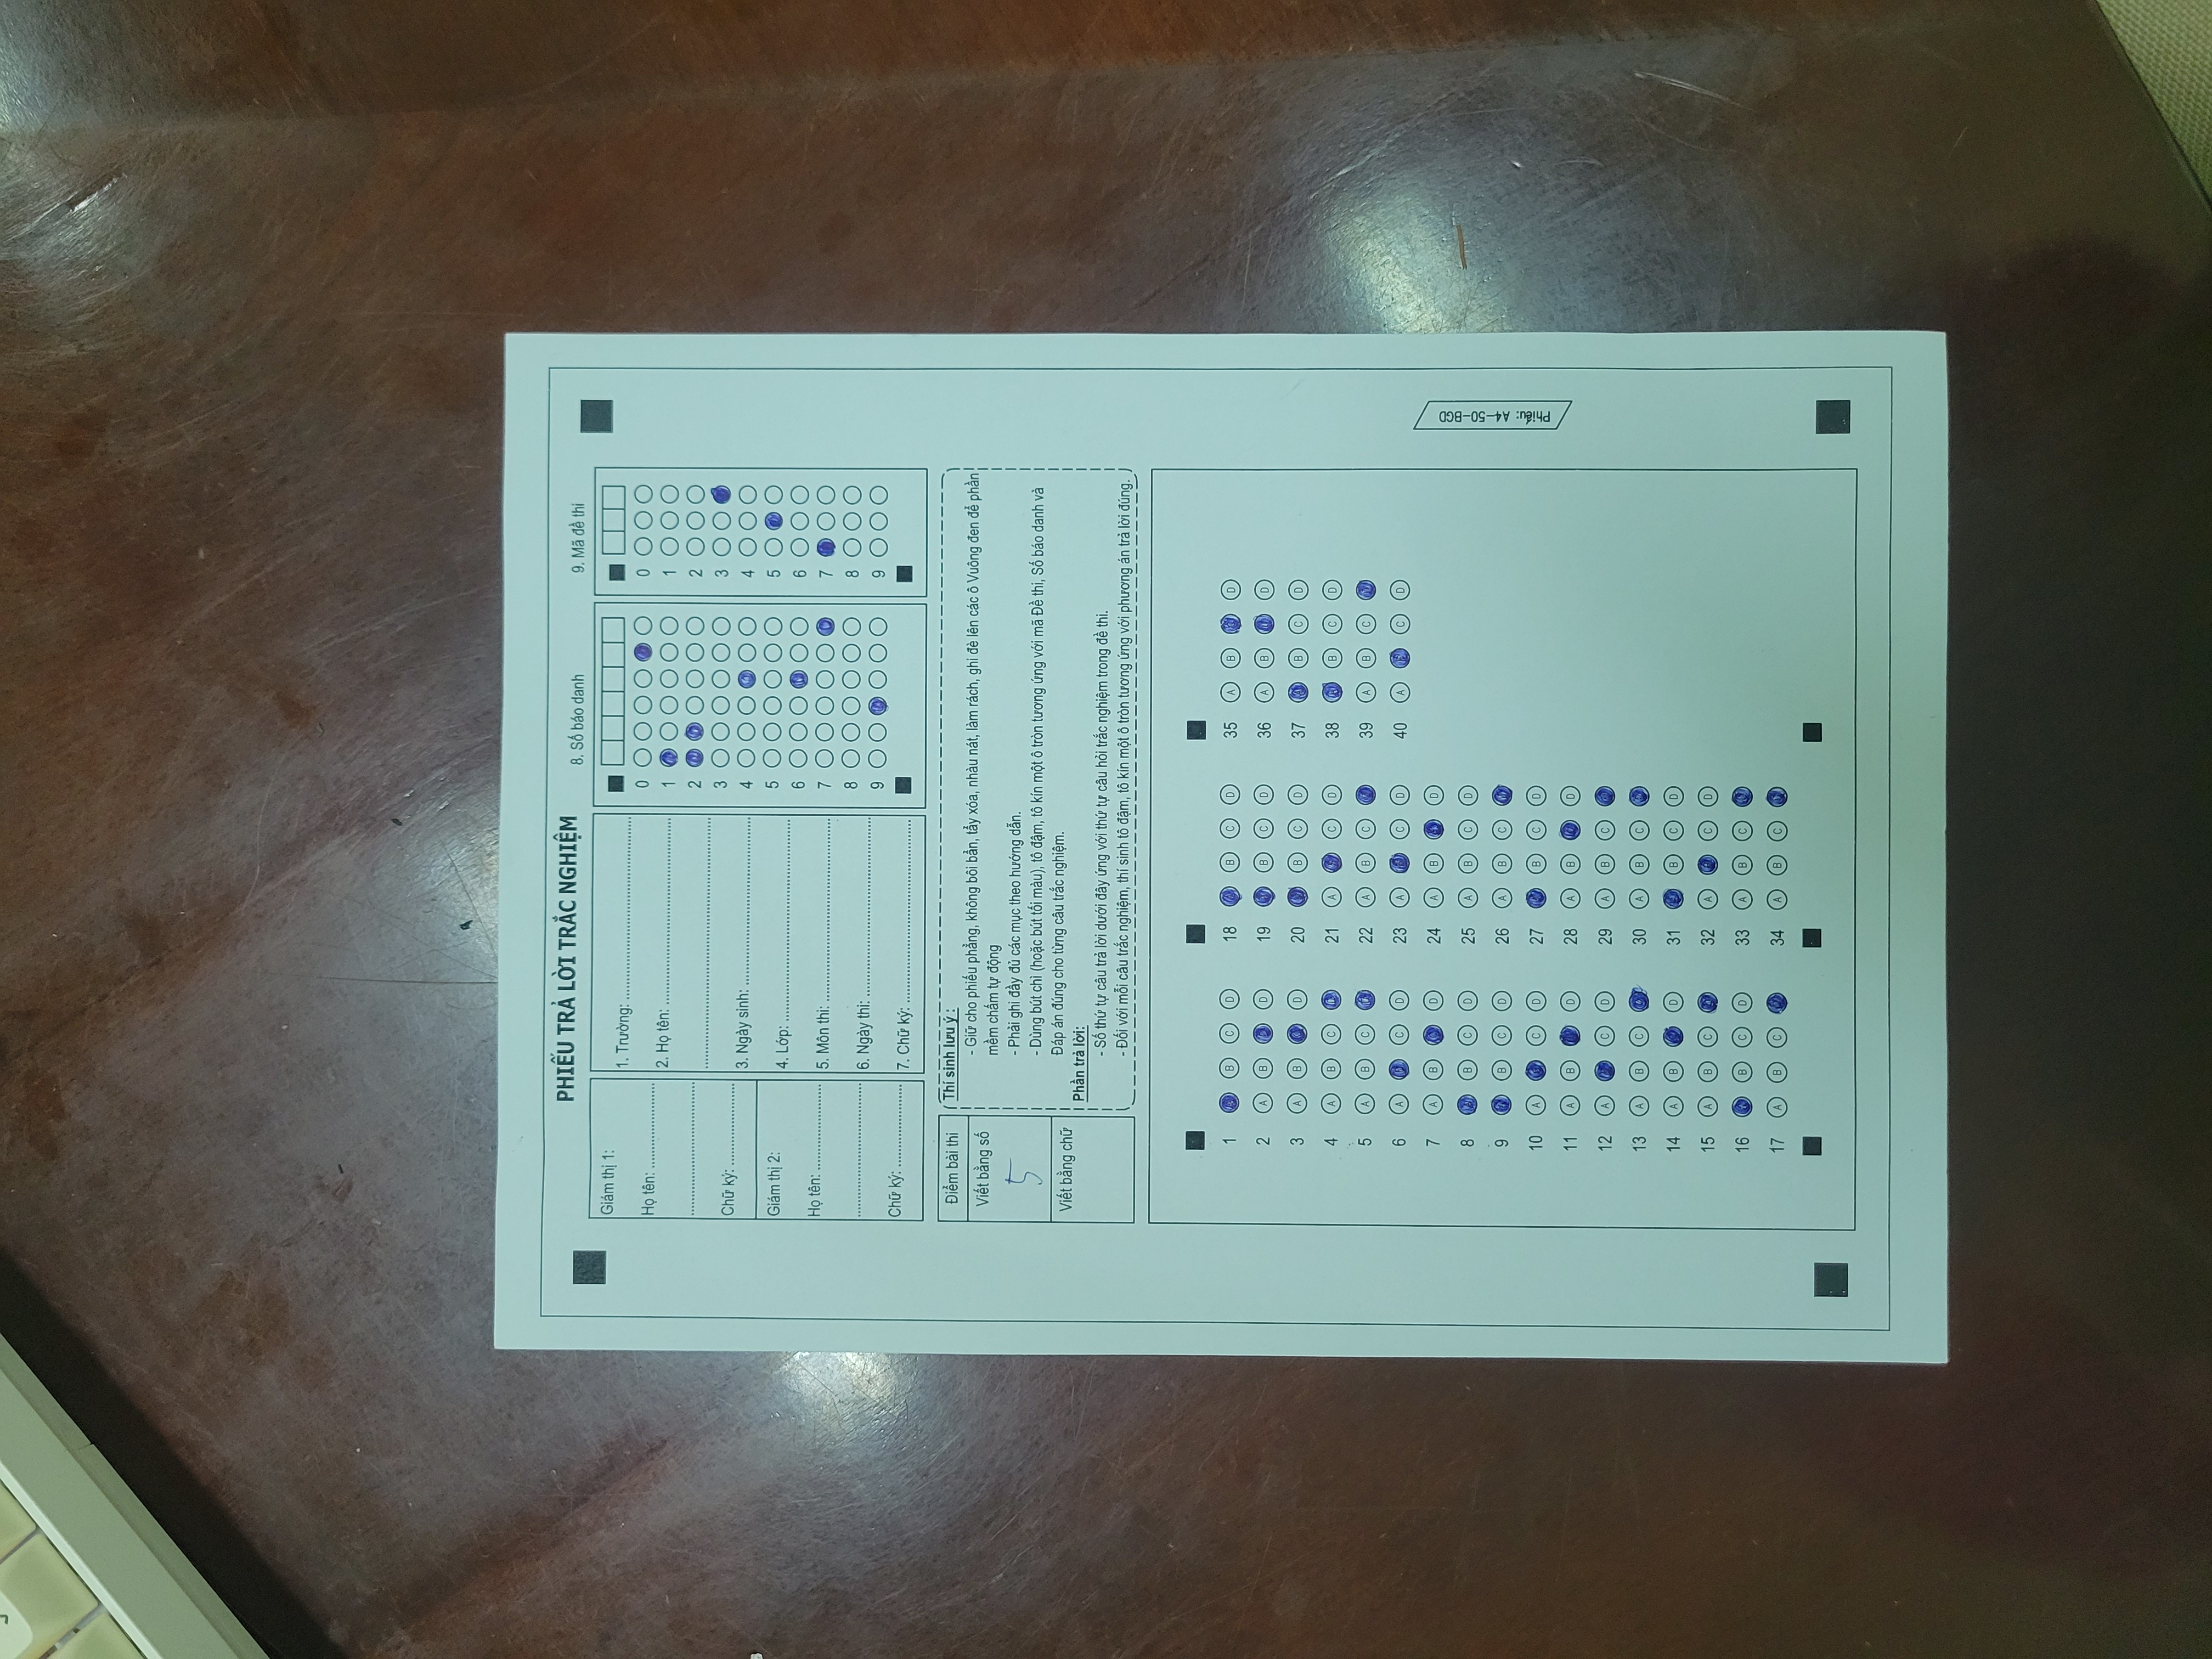 PHIẾU TRẢ LỜI TRẮC NGHIỆM
8. Số báo danh
9. Mã đề thi
Giám thị 1:
Họ tên:
Chữ ký:
Giám thị 2:
Họ tên:
Chữ ký:
1. Trường:
2. Họ tên:
3. Ngày sinh:
4. Lớp:
5. Môn thi:
6. Ngày thi:
7. Chữ ký:
0
1
2
3
4
5
6
7
8
9
0
1
2
3
4
5
6
7
8
9
Điểm bài thi
Viết bằng số
5
Viết bằng chữ
Thí sinh lưu ý :
- Giữ cho phiếu phẳng, không bôi bẩn, tẩy xóa, nhàu nát, làm rách, ghi đè lên các ô Vuông đen để phần
mềm chấm tự động
- Phải ghi đầy đủ các mục theo hướng dẫn.
- Dùng bút chì (hoặc bút tối màu), tô đậm, tô kín một ô tròn tương ứng với mã Đề thi, Số báo danh và
Đáp án đúng cho từng câu trắc nghiệm.
Phần trả lời:
- Số thứ tự câu trả lời dưới đây ứng với thứ tự câu hỏi trắc nghiệm trong đề thi.
- Đối với mỗi câu trắc nghiệm, thí sinh tô đậm, tô kín một ô tròn tương ứng với phương án trả lời đúng.
1 B C D
2 A B D
3 A B D
4 A B C
5 A B C
6 A C D
7 A B D
8 B C D
9 B C D
10 A C D
11 A B D
12 A C D
13 A B C
14 A B D
15 A B C
16 B C D
17 A B C
18 B C D
19 B C D
20 B C D
21 A C D
22 A B C
23 A C D
24 A B D
25 A B C D
26 A B C
27 B C D
28 A B D
29 A B C
30 A B C
31 B C D
32 A C D
33 A B C
34 A B C
35 A B D
36 A B D
37 B C D
38 B C D
39 A B C
40 A C D
Phiếu: A4-50-BGD